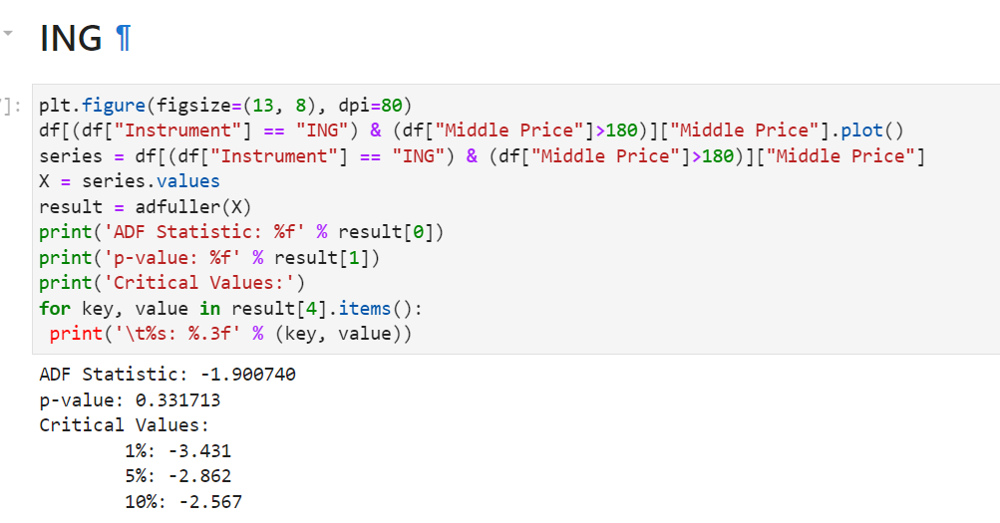 ING ¶
]:
plt.figure(figsize=(13, 8), dpi=80)
df[(df["Instrument"] == "ING") & (df["Middle Price"]>180)]["Middle Price"].plot()
series = df[(df["Instrument"] == "ING") & (df["Middle Price"]>180)]["Middle Price"]
X = series.values
result = adfuller(X)
print('ADF Statistic: %f' % result[0])
print('p-value: %f' % result[1])
print('Critical Values:')
for key, value in result[4].items():
 print('\t%s: %.3f' % (key, value))
ADF Statistic: -1.900740
p-value: 0.331713
Critical Values:
	1%: -3.431
	5%: -2.862
	10%: -2.567